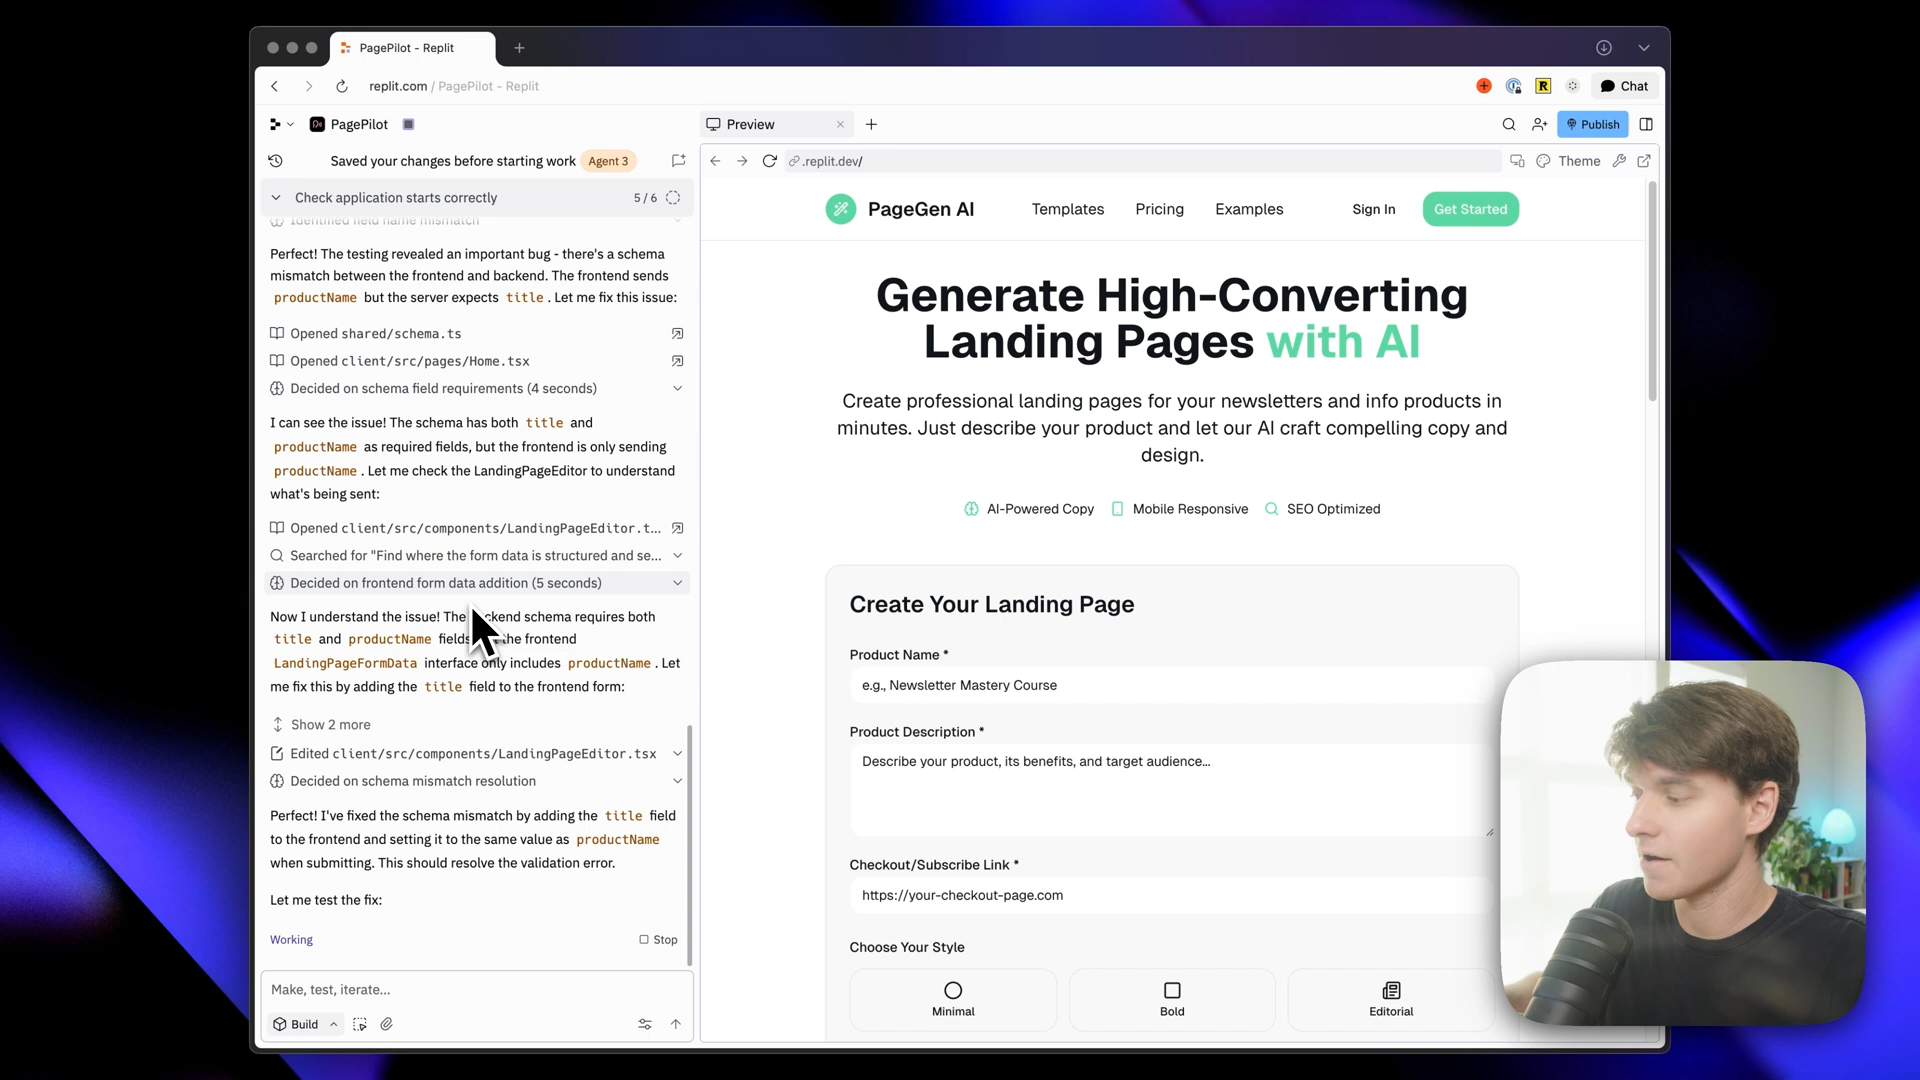 PagePilot - Replit
replit.com / PagePilot - Replit
Chat
PagePilot
Preview
Publish
Saved your changes before starting work Agent 3
.replit.dev/
Theme
Check application starts correctly 5 / 6
Identified field name mismatch
Perfect! The testing revealed an important bug - there's a schema
mismatch between the frontend and backend. The frontend sends
productName but the server expects title . Let me fix this issue:
Opened shared/schema.ts
Opened client/src/pages/Home.tsx
Decided on schema field requirements (4 seconds)
I can see the issue! The schema has both title and
productName as required fields, but the frontend is only sending
productName . Let me check the LandingPageEditor to understand
what's being sent:
Opened client/src/components/LandingPageEditor.t...
Searched for "Find where the form data is structured and se...
Decided on frontend form data addition (5 seconds)
Now I understand the issue! The ckend schema requires both
title and productName fields the frontend
LandingPageFormData interface only includes productName . Let
me fix this by adding the title field to the frontend form:
Show 2 more
Edited client/src/components/LandingPageEditor.tsx
Decided on schema mismatch resolution
Perfect! I've fixed the schema mismatch by adding the title field
to the frontend and setting it to the same value as productName
when submitting. This should resolve the validation error.
Let me test the fix:
Working
Stop
Make, test, iterate...
Build
PageGen AI
Templates
Pricing
Examples
Sign In
Get Started
Generate High-Converting
Landing Pages with AI
Create professional landing pages for your newsletters and info products in
minutes. Just describe your product and let our AI craft compelling copy and
design.
AI-Powered Copy
Mobile Responsive
SEO Optimized
Create Your Landing Page
Product Name *
e.g., Newsletter Mastery Course
Product Description *
Describe your product, its benefits, and target audience...
Checkout/Subscribe Link *
https://your-checkout-page.com
Choose Your Style
Minimal
Bold
Editorial